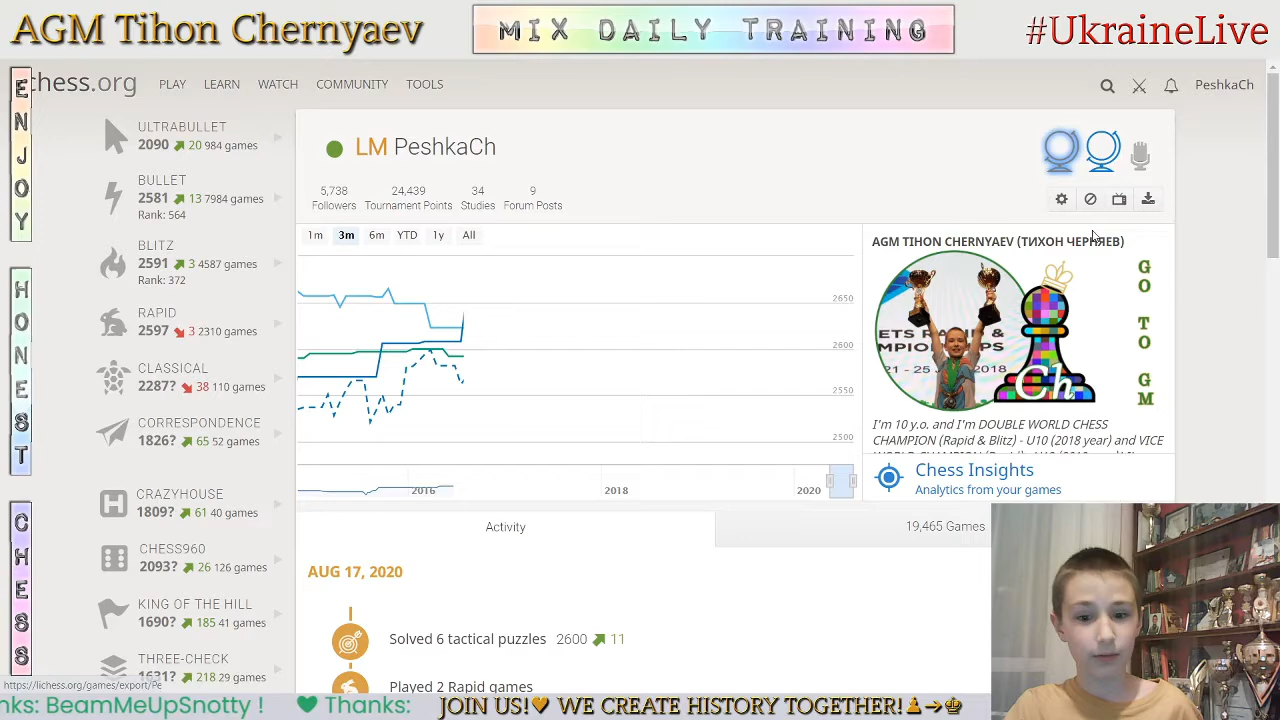 AGM Tihon Chernyaev
MIX DAILY TRAINING
#UkraineLive
ENJOY
HONEST
CHESS
chess.org
PLAY
LEARN
WATCH
COMMUNITY
TOOLS
PeshkaCh
ULTRABULLET
2090 20 984 games
BULLET
2581 13 7984 games
Rank: 564
BLITZ
2591 3 4587 games
Rank: 372
RAPID
2597 3 2310 games
CLASSICAL
2287? 38 110 games
CORRESPONDENCE
1826? 65 52 games
CRAZYHOUSE
1809? 61 40 games
CHESS960
2093? 26 126 games
KING OF THE HILL
1690? 185 41 games
THREE-CHECK
1631? 218 29 games
LM PeshkaCh
5,738 24,439 34 9
Followers Tournament Points Studies Forum Posts
1m 3m 6m YTD 1y All
2650
2600
2550
2500
2016 2018 2020
AGM TIHON CHERNYAEV (ТИХОН ЧЕРНЯЕВ)
ETS RAPID &
MPIONSHIPS
21 - 25 2018
Ch
GO
TO
GM
I'm 10 y.o. and I'm DOUBLE WORLD CHESS
CHAMPION (Rapid & Blitz) - U10 (2018 year) and VICE
Chess Insights
Analytics from your games
Activity
19,465 Games
AUG 17, 2020
Solved 6 tactical puzzles 2600 11
Played 2 Rapid games
https://lichess.org/games/export/Pe
nks: BeamMeUpSnotty !
Thanks:
JOIN US! WE CREATE HISTORY TOGETHER!♟→♚